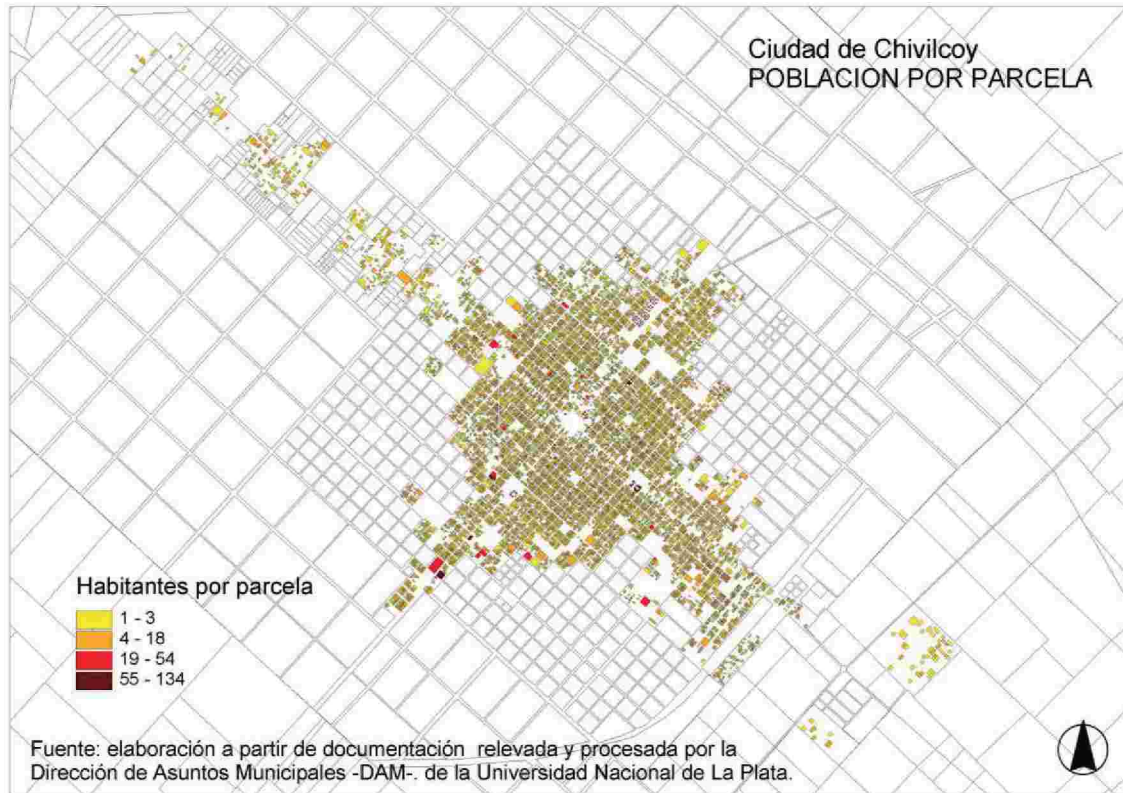 Ciudad de Chivilcoy
POBLACION POR PARCELA
Habitantes por parcela
1 - 3
4 - 18
19 - 54
55 - 134
Fuente: elaboración a partir de documentación relevada y procesada por la
Dirección de Asuntos Municipales -DAM-. de la Universidad Nacional de La Plata.